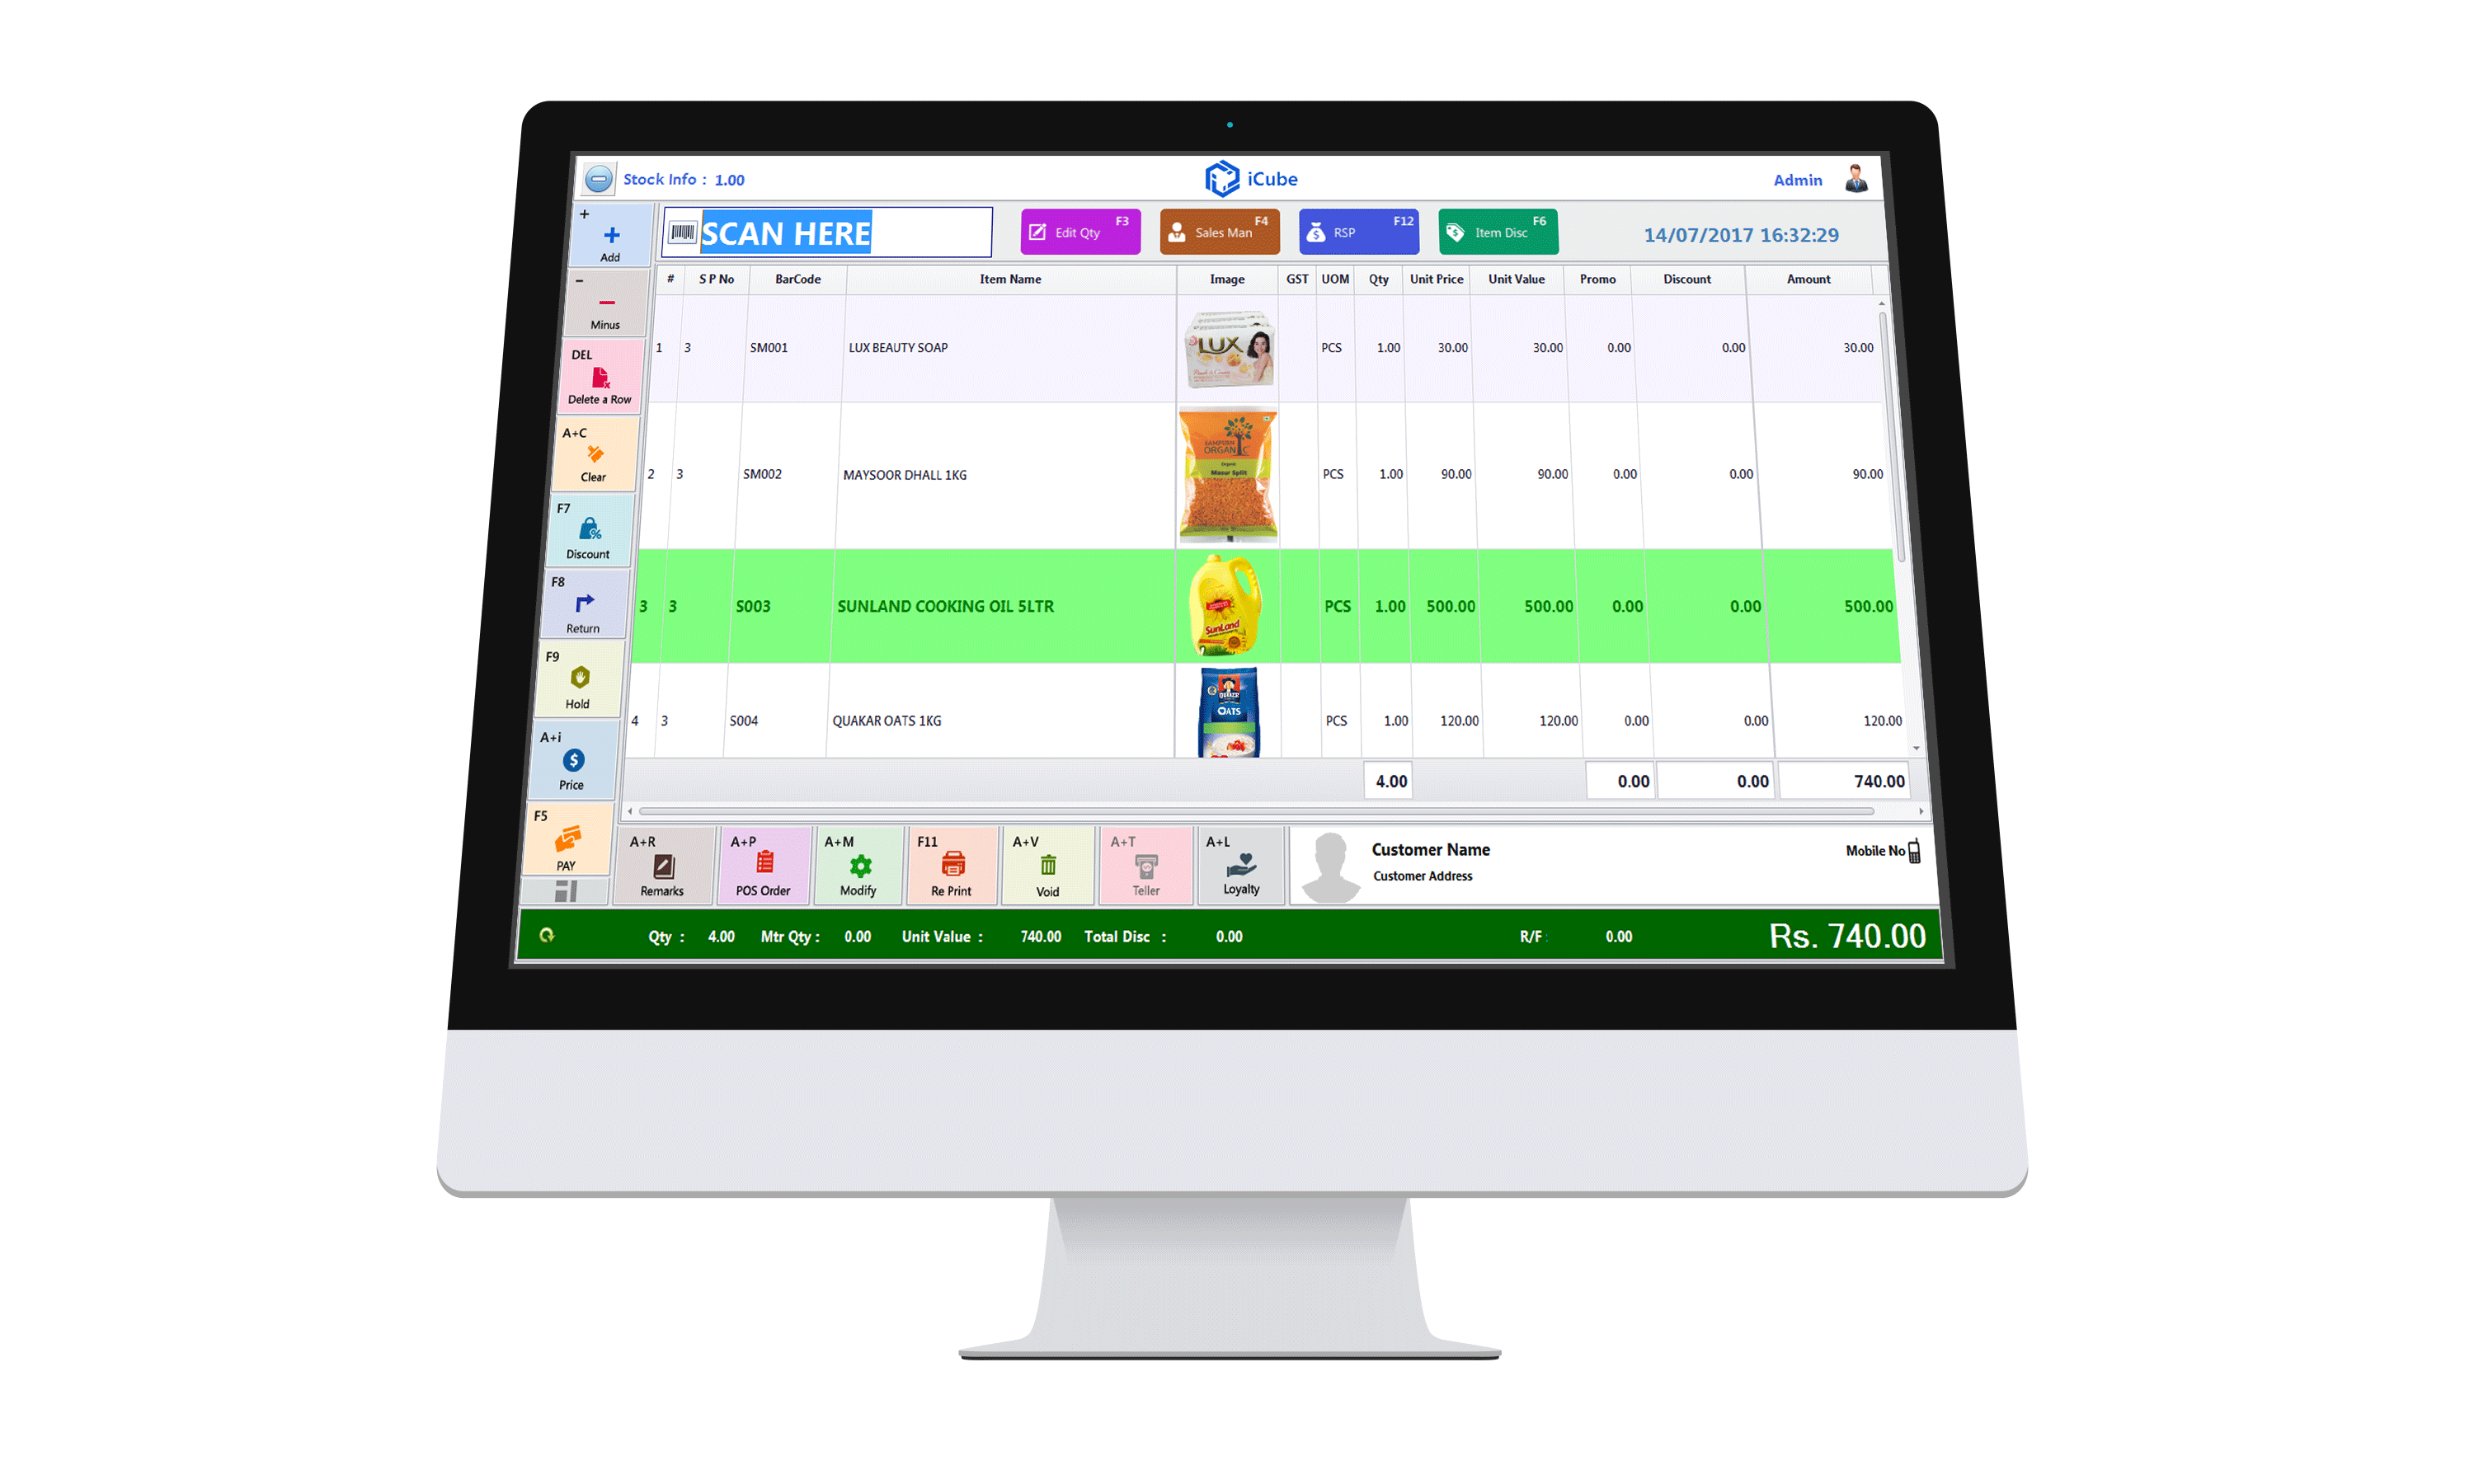 Stock Info : 1.00
iCube
Admin
+
Add
SCAN HERE
Edit Qty F3
Sales Man F4
RSP F12
Item Disc F6
14/07/2017 16:32:29
# S P No BarCode Item Name Image GST UOM Qty Unit Price Unit Value Promo Discount Amount
-
Minus
1 3 SM001 LUX BEAUTY SOAP PCS 1.00 30.00 30.00 0.00 0.00 30.00
LUX
DEL
Delete a Row
A+C
Clear
2 3 SM002 MAYSOOR DHALL 1KG PCS 1.00 90.00 90.00 0.00 0.00 90.00
SAMPURN
ORGANIC
Organic
Masur Split
F7
Discount
F8
Return
3 3 S003 SUNLAND COOKING OIL 5LTR PCS 1.00 500.00 500.00 0.00 0.00 500.00
SunLand
F9
Hold
4 3 S004 QUAKAR OATS 1KG PCS 1.00 120.00 120.00 0.00 0.00 120.00
QUAKER
OATS
A+i
Price
4.00 0.00 0.00 740.00
F5
PAY
A+R
Remarks
A+P
POS Order
A+M
Modify
F11
Re Print
A+V
Void
A+T
Teller
A+L
Loyalty
Customer Name
Customer Address
Mobile No
Qty : 4.00 Mtr Qty : 0.00 Unit Value : 740.00 Total Disc : 0.00 R/F : 0.00 Rs. 740.00